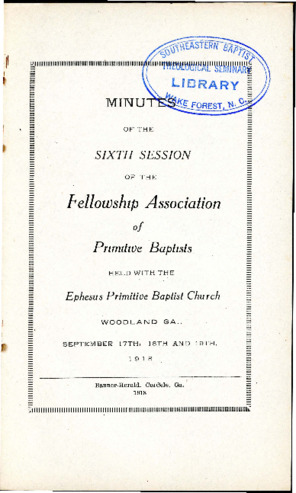 SOUTHEASTERN BAPTIST
THEOLOGICAL SEMINARY
LIBRARY
WAKE FOREST, N. C.
MINUTES
OF THE
SIXTH SESSION
OF THE
Fellowship Association
of
Primitive Baptists
HELD WITH THE
Ephesus Primitive Baptist Church
WOODLAND GA.,
SEPTEMBER 17TH, 18TH AND 19TH,
1918
Banner-Herald, Cordele, Ga.
1918